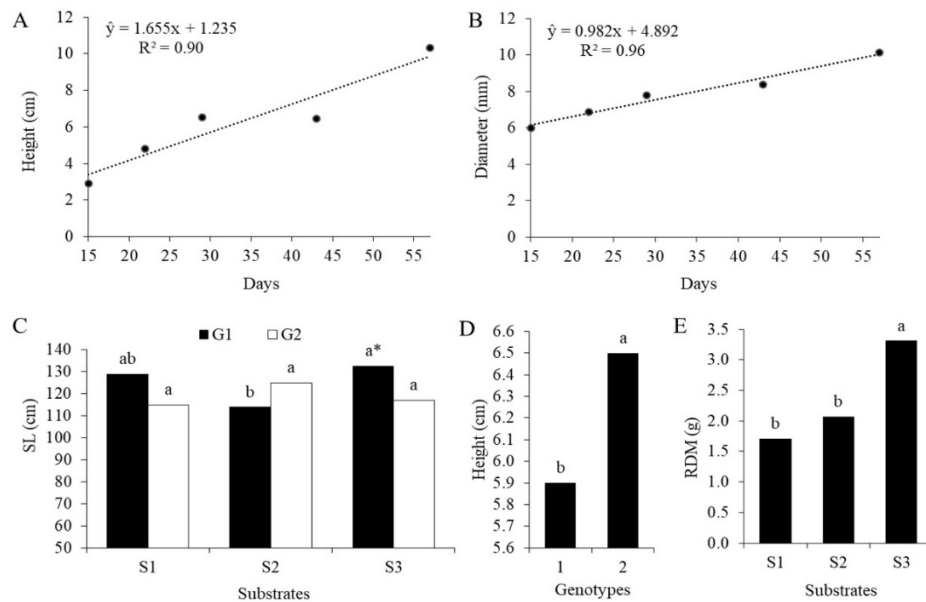 A
ŷ = 1.655x + 1.235
R² = 0.90
12
10
8
6
4
2
0
Height (cm)
15 20 25 30 35 40 45 50 55
Days
B
ŷ = 0.982x + 4.892
R² = 0.96
12
10
8
6
4
2
0
Diameter (mm)
15 20 25 30 35 40 45 50 55
Days
C
G1 G2
140
130
120
110
100
90
80
70
60
50
SL (cm)
ab a b a a* a
S1 S2 S3
Substrates
D
6.6
6.5
6.4
6.3
6.2
6.1
6.0
5.9
5.8
5.7
5.6
Height (cm)
b a
1 2
Genotypes
E
3.5
3.0
2.5
2.0
1.5
1.0
0.5
0.0
RDM (g)
b b a
S1 S2 S3
Substrates